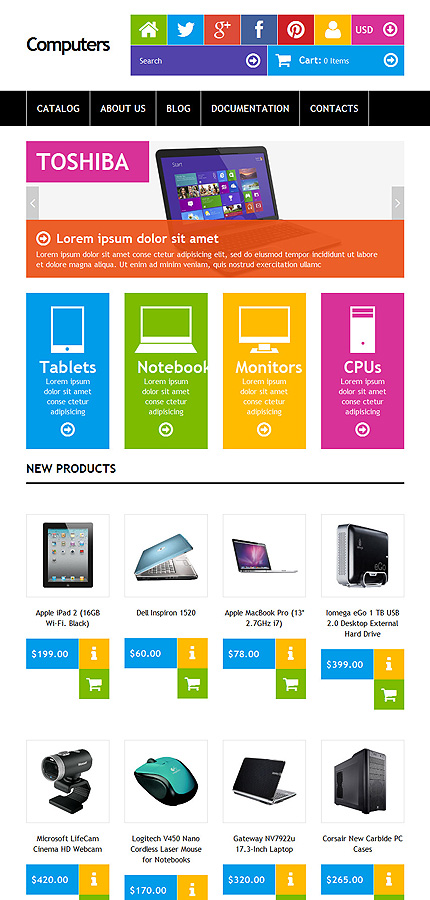 Computers
g+ f
USD
Search
Cart: 0 Items
CATALOG ABOUT US BLOG DOCUMENTATION CONTACTS
TOSHIBA
Start
Lorem ipsum dolor sit amet
Lorem ipsum dolor sit amet, consectetur adipisicing elit, sed do eiusmod tempor incididunt ut labore
et dolore magna aliqua. Ut enim ad minim veniam, quis nostrud exercitation ullamc
Tablets
Lorem ipsum
dolor sit amet
conse ctetur
adipisicing
Notebook
Lorem ipsum
dolor sit amet
conse ctetur
adipisicing
Monitors
Lorem ipsum
dolor sit amet
conse ctetur
adipisicing
CPUs
Lorem ipsum
dolor sit amet
conse ctetur
adipisicing
NEW PRODUCTS
Apple iPad 2 (16GB
Wi-Fi. Black)
$199.00
Dell Inspiron 1520
$60.00
Apple MacBook Pro (13"
2.7GHz i7)
$78.00
Iomega eGo 1 TB USB
2.0 Desktop External
Hard Drive
$399.00
Microsoft LifeCam
Cinema HD Webcam
$420.00
Logitech V450 Nano
Cordless Laser Mouse
for Notebooks
$170.00
Gateway NV7922u
17.3-Inch Laptop
$320.00
Corsair New Carbide PC
Cases
$265.00